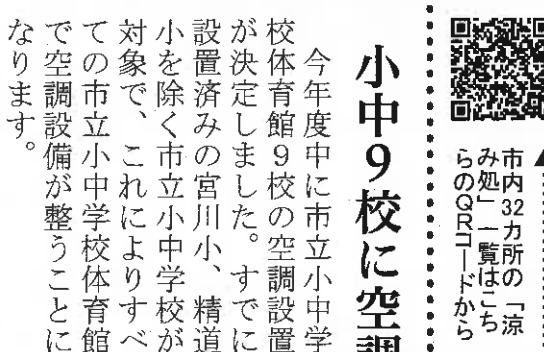 市内32カ所の「涼
み処」一覧はこち
らのQRコードから
小中9校に空調
今年度中に市立小中学
校体育館9校の空調設置
が決定しました。すでに
設置済みの宮川小、精道
小を除く市立小中学校が
対象で、これによりすべ
ての市立小中学校体育館
で空調設備が整うことに
なります。